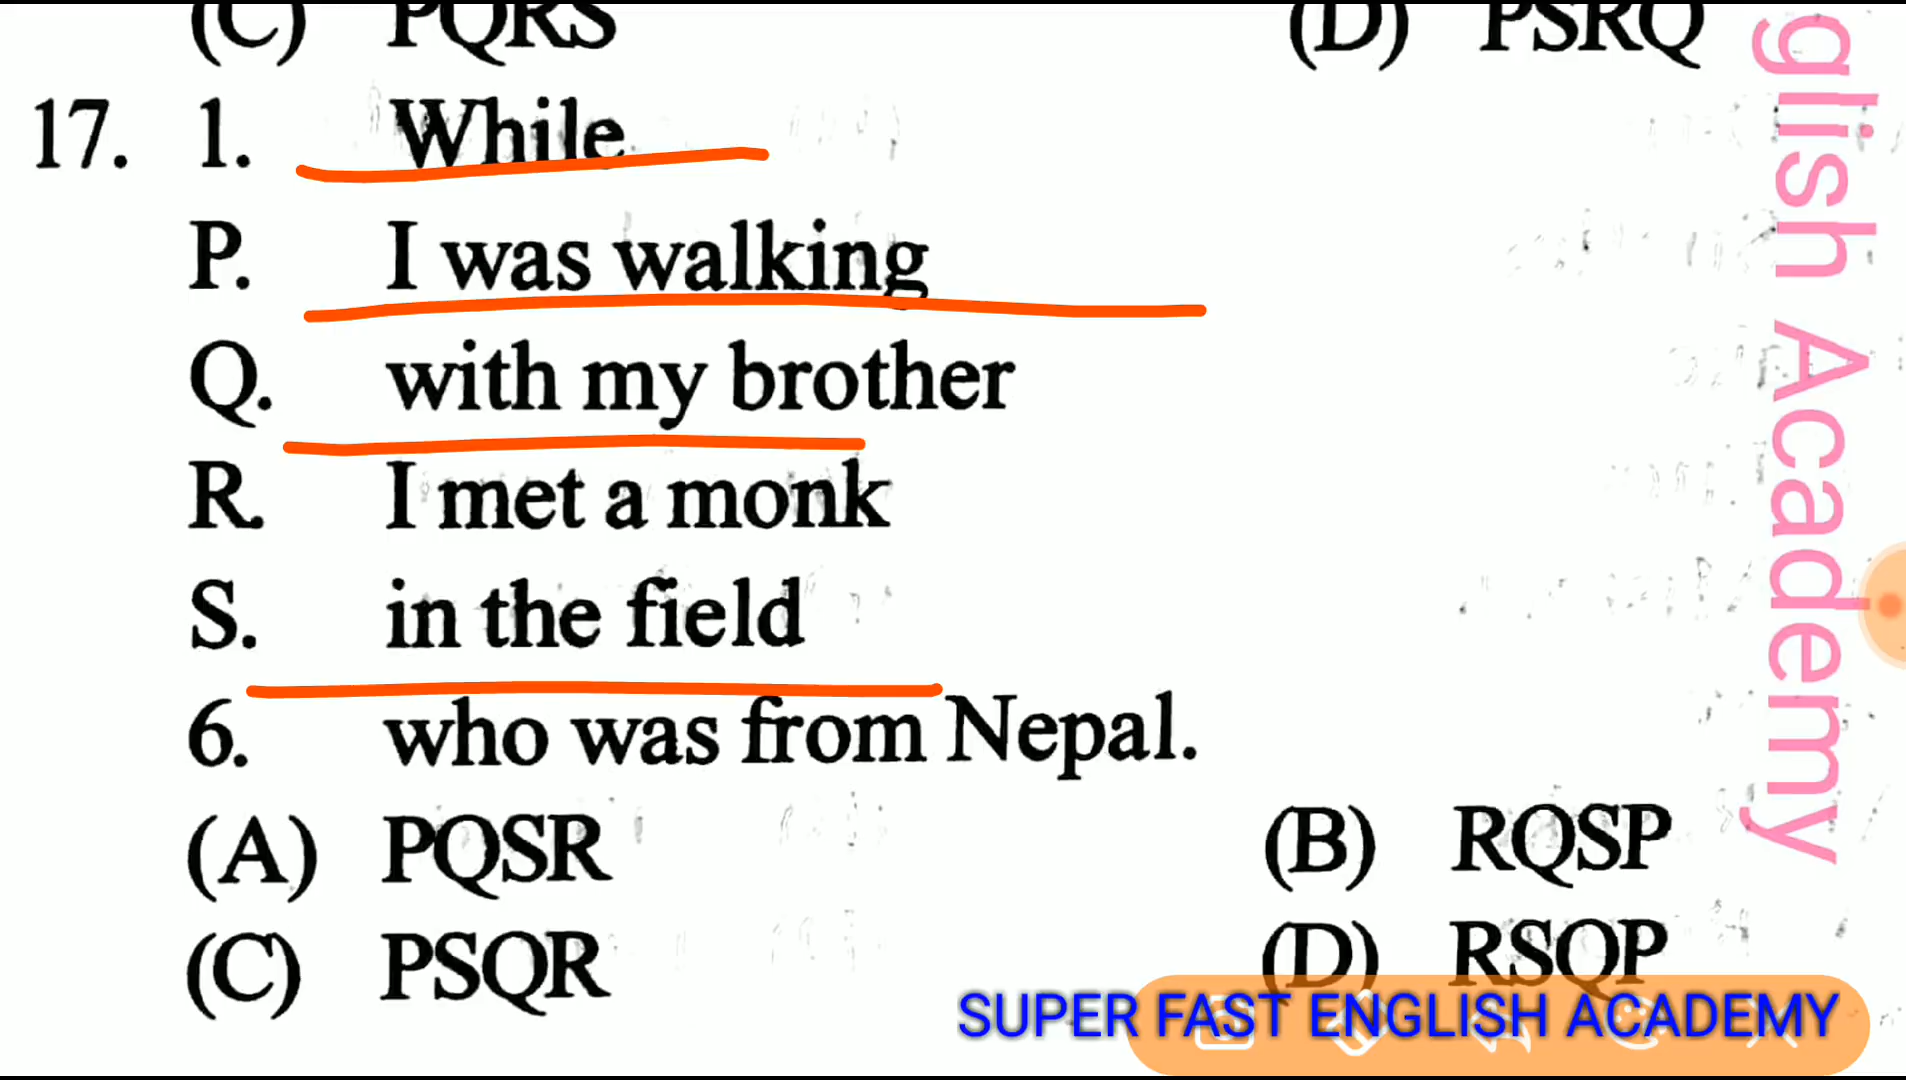 (C) PQRS (D) PSRQ
17. 1. While
P. I was walking
Q. with my brother
R. I met a monk
S. in the field
6. who was from Nepal.
(A) PQSR (B) RQSP
(C) PSQR (D) RSQP
glish Academy
SUPER FAST ENGLISH ACADEMY